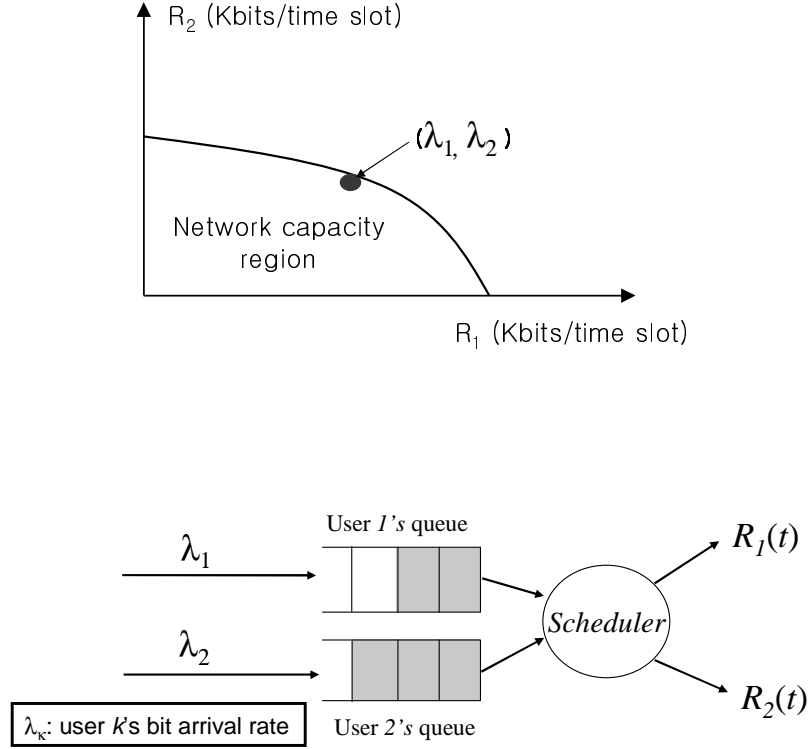 R₂ (Kbits/time slot)
(λ₁, λ₂)
Network capacity
region
R₁ (Kbits/time slot)
User 1's queue
λ₁
R₁(t)
Scheduler
λ₂
R₂(t)
λκ: user k's bit arrival rate
User 2's queue